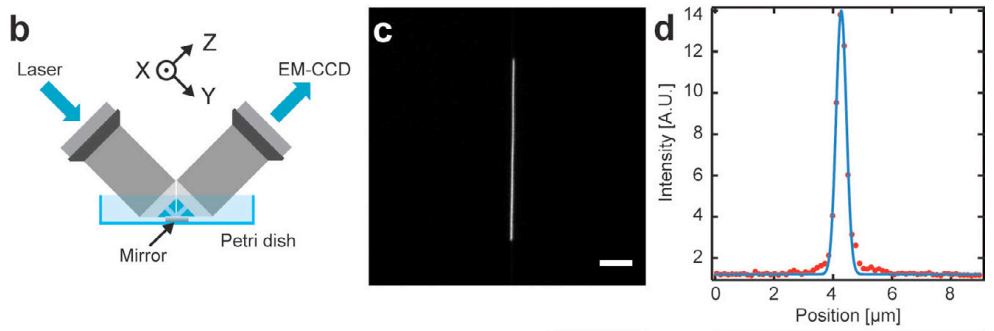 b
Laser
X
Z
Y
EM-CCD
Mirror
Petri dish
c
d
Intensity [A.U.]
14
12
10
8
6
4
2
0
2
4
6
8
Position [µm]